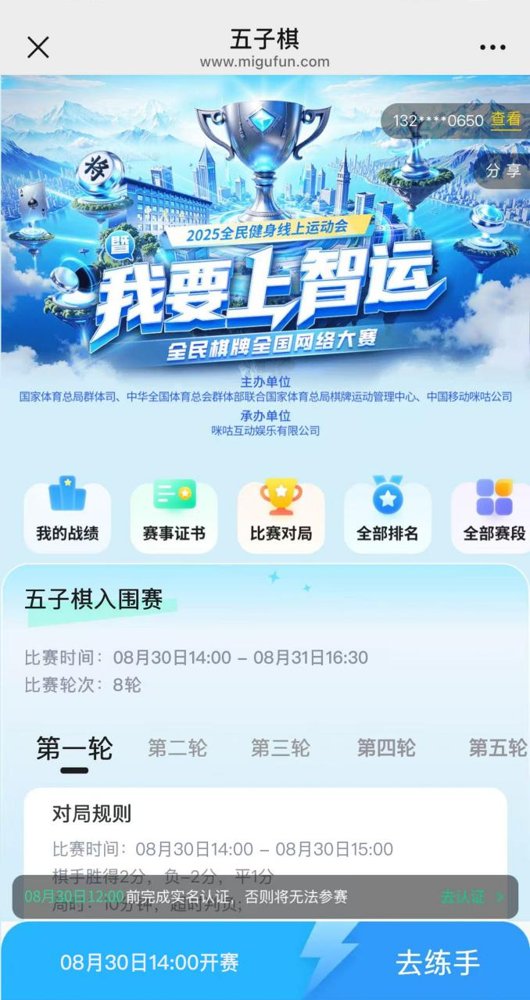 五子棋
www.migufun.com
132****0650 查看
分享
将
2025全民健身线上运动会
暨
我要上智运
全民棋牌全国网络大赛
主办单位
国家体育总局群体司、中华全国体育总会群体部联合国家体育总局棋牌运动管理中心、中国移动咪咕公司
承办单位
咪咕互动娱乐有限公司
我的战绩 赛事证书 比赛对局 全部排名 全部赛段
五子棋入围赛
比赛时间：08月30日14:00 – 08月31日16:30
比赛轮次：8轮
第一轮 第二轮 第三轮 第四轮 第五轮
对局规则
比赛时间：08月30日14:00 – 08月30日15:00
棋手胜得2分，负-2分，平1分
08月30日12:00前完成实名认证，否则将无法参赛 去认证 >
局时：10分钟，超时判负;
08月30日14:00开赛 去练手